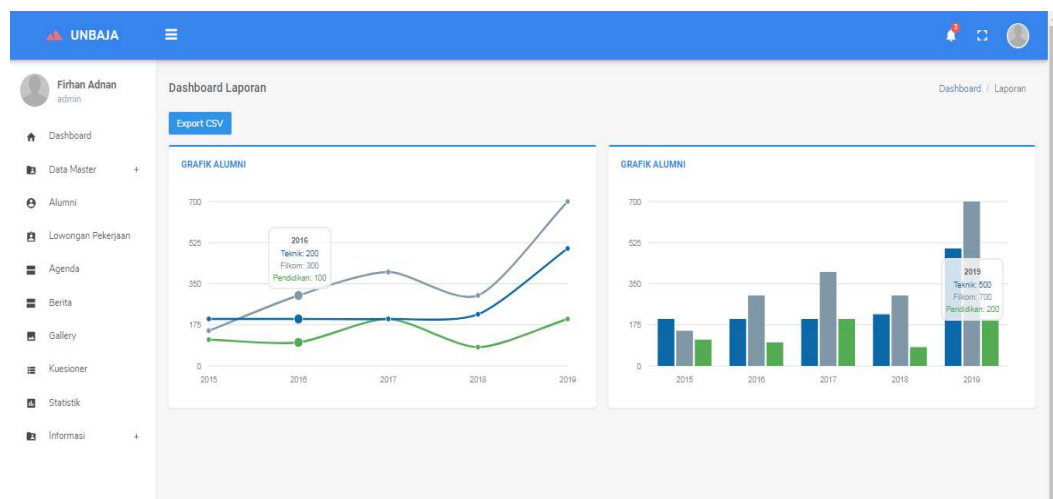 UNBAJA
3
Firhan Adnan
admin
Dashboard
Data Master +
Alumni
Lowongan Pekerjaan
Agenda
Berita
Gallery
Kuesioner
Statistik
Informasi +
Dashboard Laporan
Dashboard / Laporan
Export CSV
GRAFIK ALUMNI
700
525
350
175
0
2015 2016 2017 2018 2019
2016
Teknik: 200
Filkom: 300
Pendidikan: 100
GRAFIK ALUMNI
700
525
350
175
0
2015 2016 2017 2018 2019
2019
Teknik: 500
Filkom: 700
Pendidikan: 200